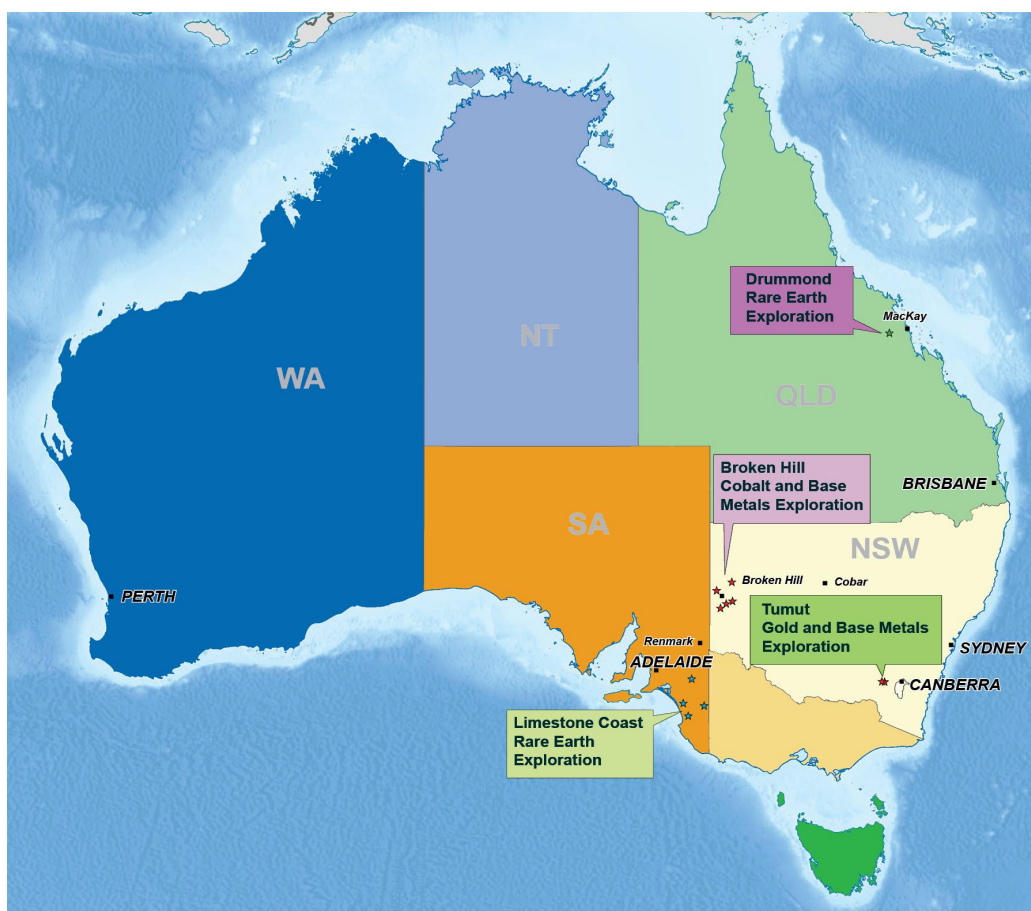 Drummond
Rare Earth
Exploration
MacKay
NT
WA
QLD
Broken Hill
Cobalt and Base
Metals Exploration
BRISBANE
SA
NSW
Broken Hill
Cobar
PERTH
Tumut
Gold and Base Metals
Exploration
Renmark
SYDNEY
ADELAIDE
CANBERRA
Limestone Coast
Rare Earth
Exploration